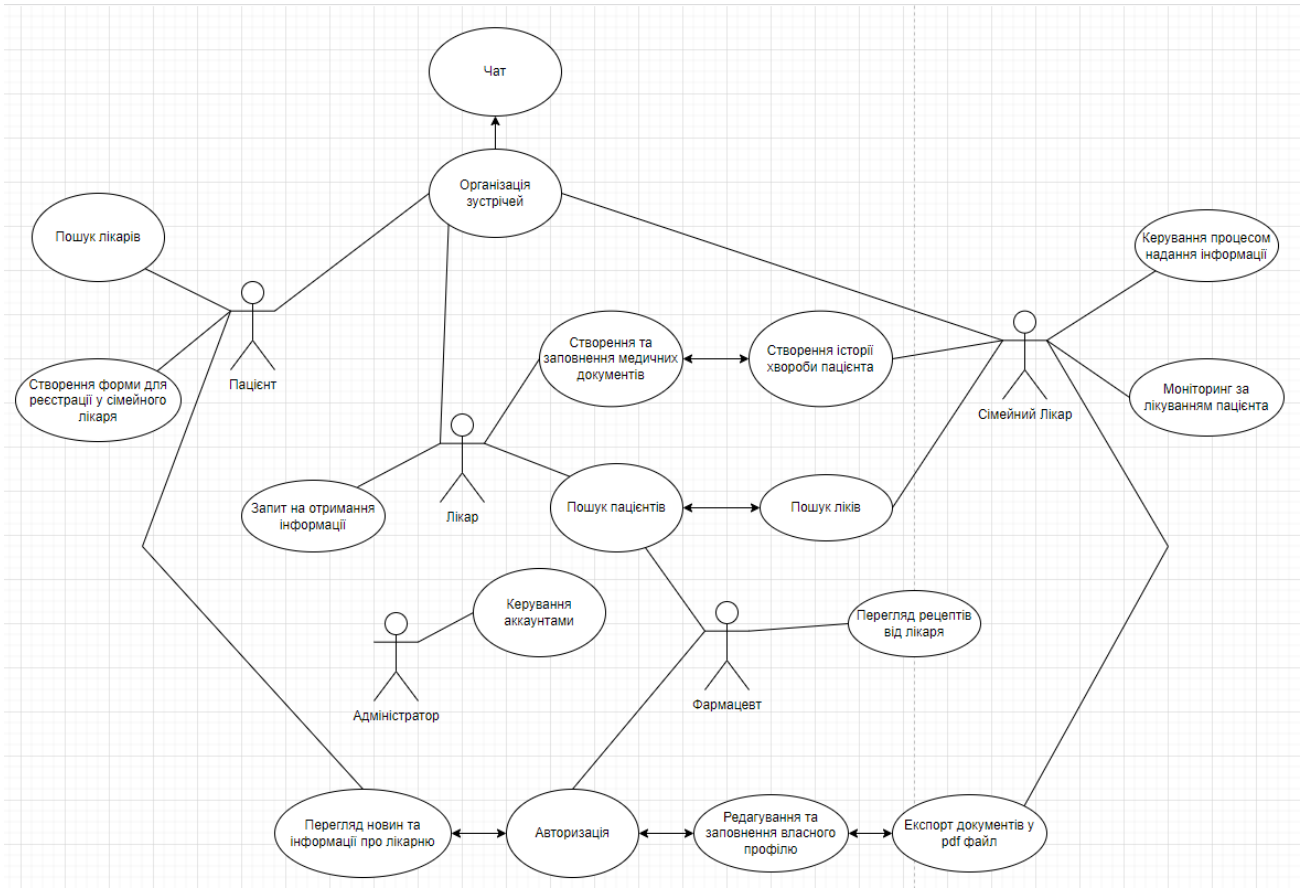 Чат
Організація
зустрічей
Пошук лікарів
Керування процесом
надання інформації
Створення та
заповнення медичних
документів
Створення історії
хвороби пацієнта
Створення форми для
реєстрації у сімейного
лікаря
Пацієнт
Моніторинг за
лікуванням пацієнта
Сімейний Лікар
Запит на отримання
інформації
Лікар
Пошук пацієнтів
Пошук ліків
Керування
аккаунтами
Перегляд рецептів
від лікаря
Адміністратор
Фармацевт
Перегляд новин та
інформації про лікарню
Авторизація
Редагування та
заповнення власного
профілю
Експорт документів у
pdf файл